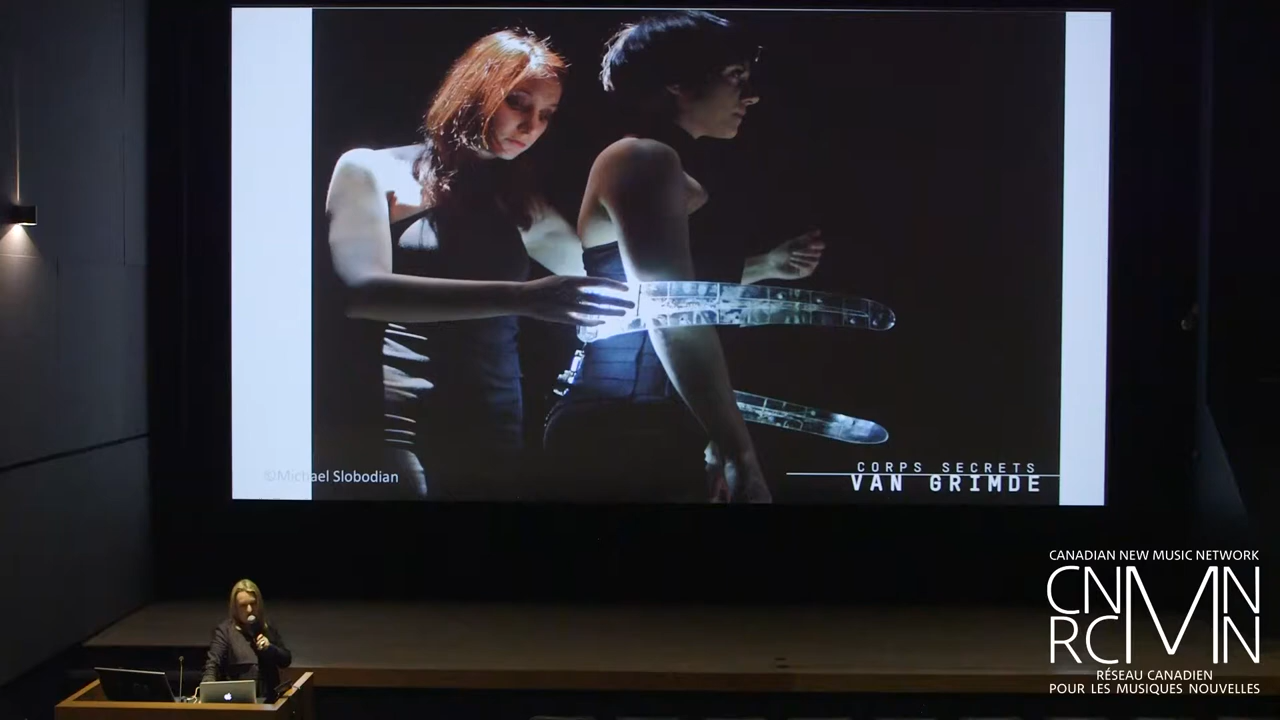 ©Michael Slobodian
CORPS SECRETS
VAN GRIMDE
CANADIAN NEW MUSIC NETWORK
CNMN
RCMN
RÉSEAU CANADIEN
POUR LES MUSIQUES NOUVELLES